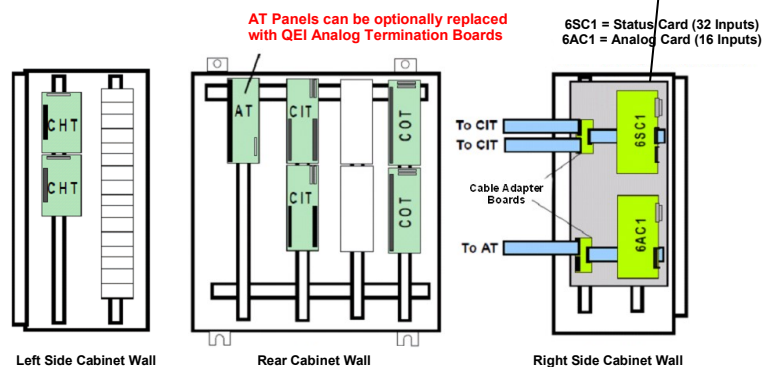 AT Panels can be optionally replaced
with QEI Analog Termination Boards
6SC1 = Status Card (32 Inputs)
6AC1 = Analog Card (16 Inputs)
CHT
CHT
AT
CIT
CIT
COT
COT
To CIT
To CIT
6SC1
Cable Adapter
Boards
To AT
6AC1
Left Side Cabinet Wall
Rear Cabinet Wall
Right Side Cabinet Wall